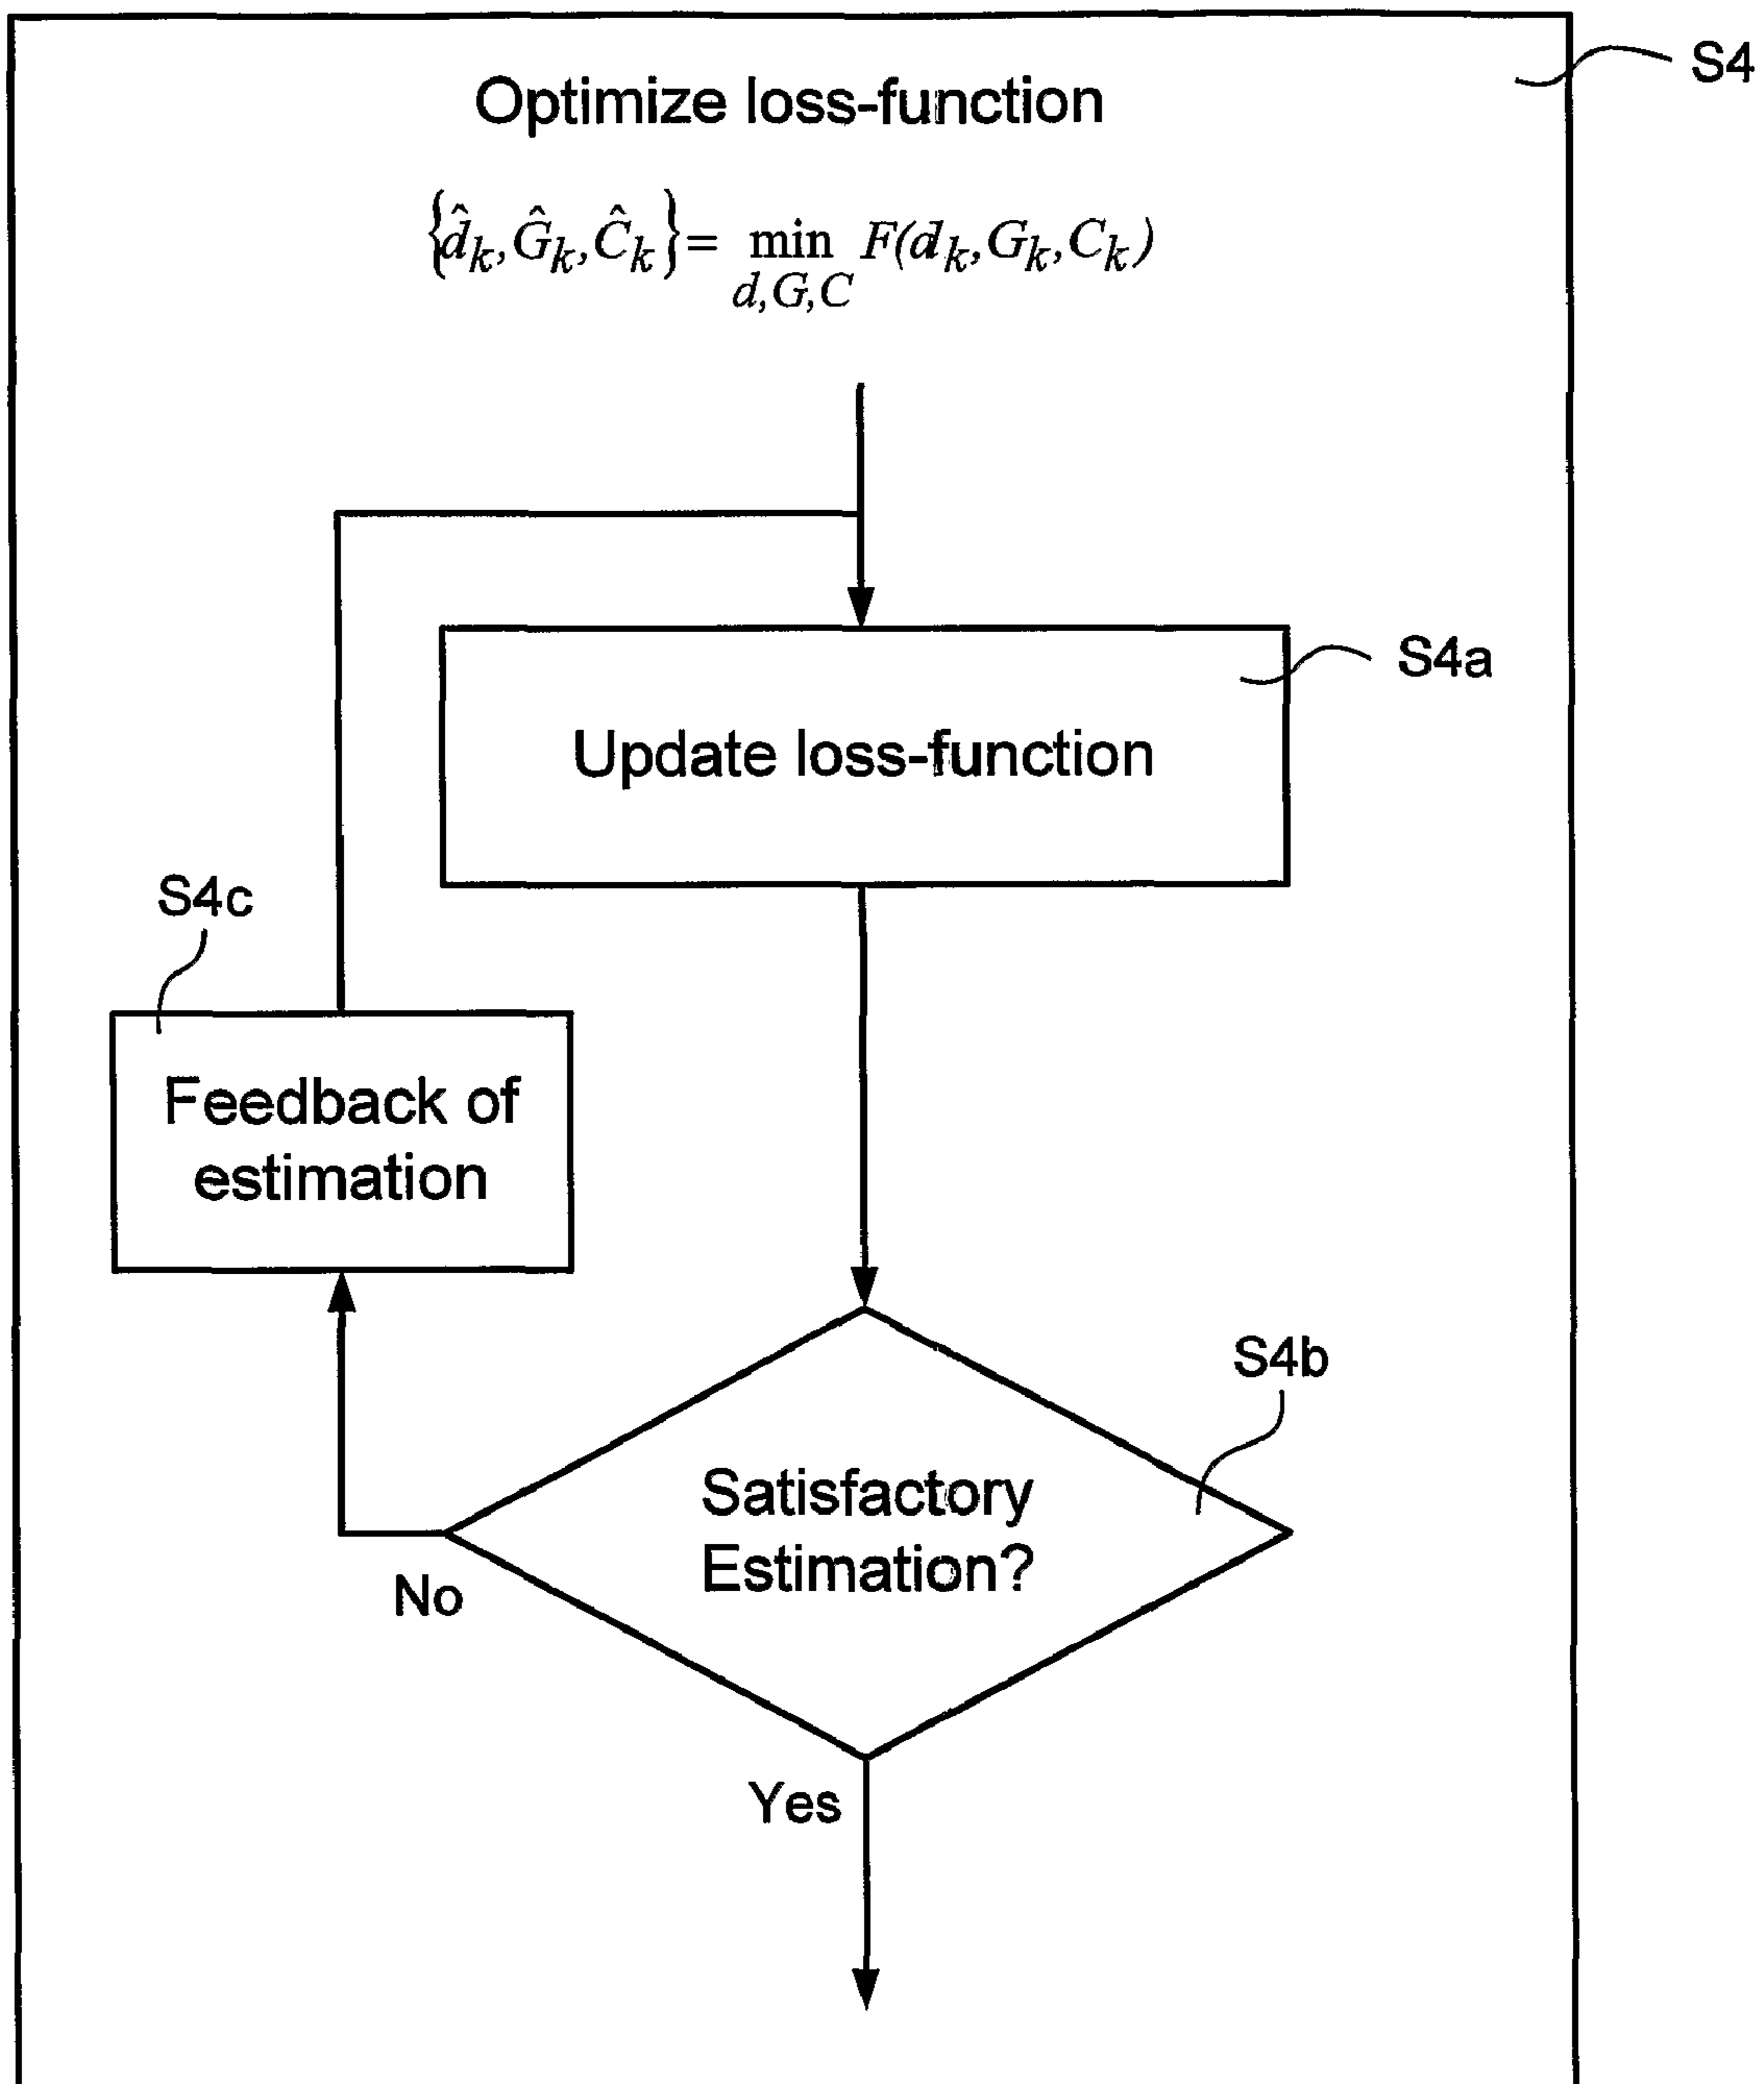 S4
Optimize loss-function
{d̂k, Ĝk, Ĉk} = min F(dk, Gk, Ck)
d,G,C
S4a
Update loss-function
S4c
Feedback of
estimation
S4b
Satisfactory
Estimation?
No
Yes